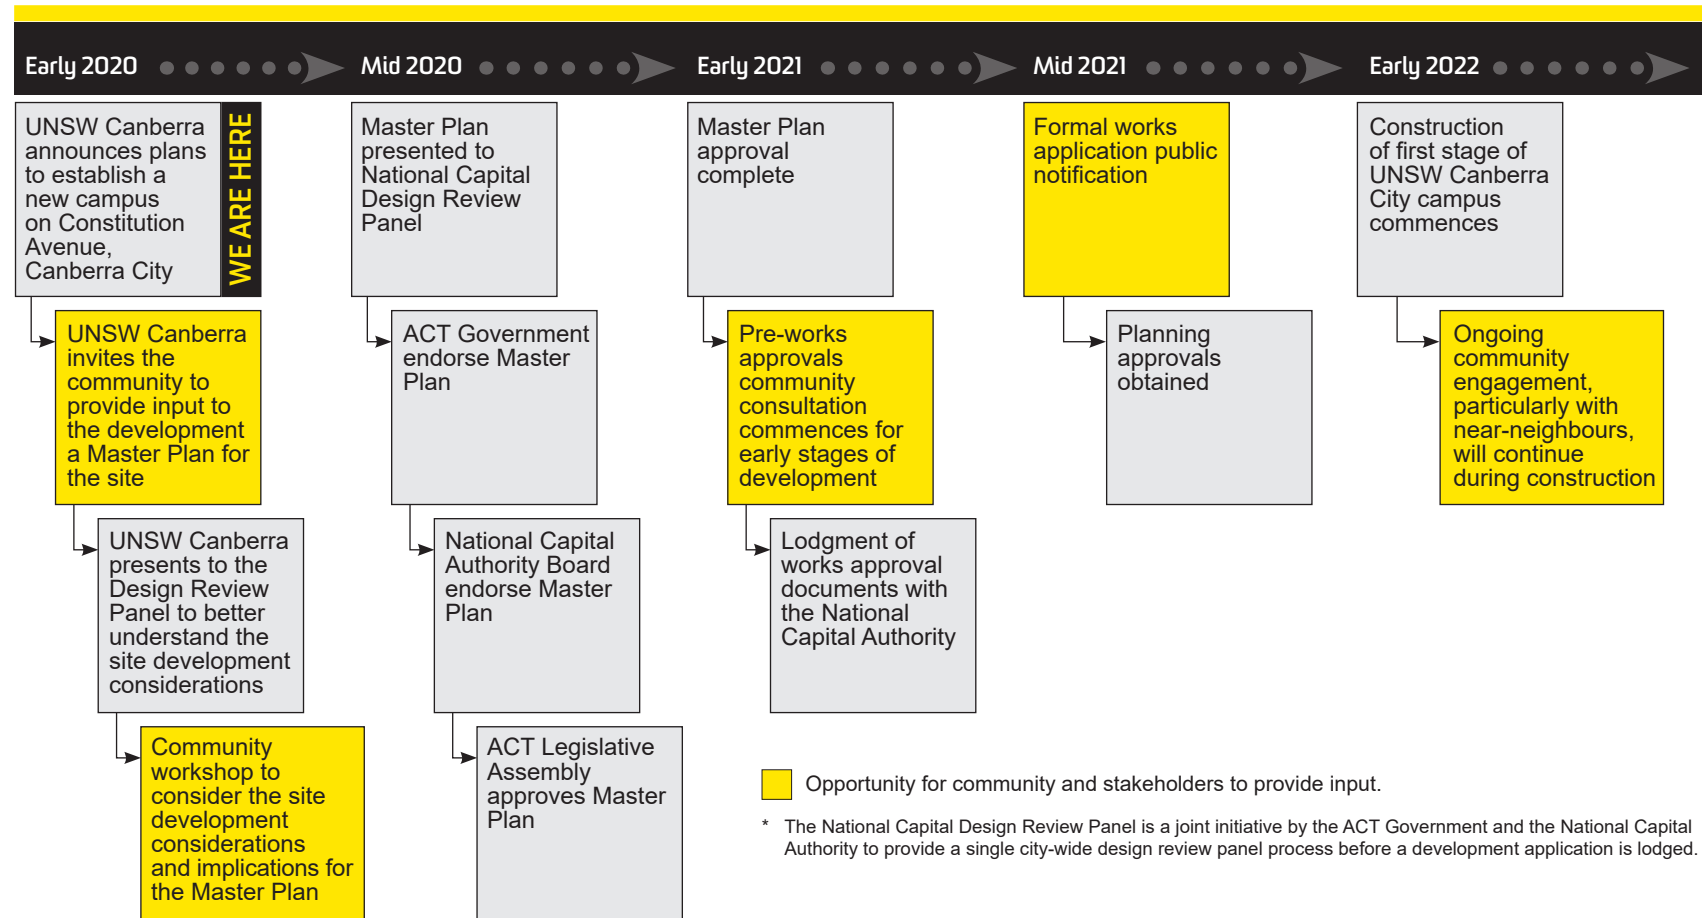 Early 2020
Mid 2020
Early 2021
Mid 2021
Early 2022
UNSW Canberra
announces plans
to establish a
new campus
on Constitution
Avenue,
Canberra City
WE ARE HERE
UNSW Canberra
invites the
community to
provide input to
the development
a Master Plan for
the site
UNSW Canberra
presents to the
Design Review
Panel to better
understand the
site development
considerations
Community
workshop to
consider the site
development
considerations
and implications for
the Master Plan
Master Plan
presented to
National Capital
Design Review
Panel
ACT Government
endorse Master
Plan
National Capital
Authority Board
endorse Master
Plan
ACT Legislative
Assembly
approves Master
Plan
Master Plan
approval
complete
Pre-works
approvals
community
consultation
commences for
early stages of
development
Lodgment of
works approval
documents with
the National
Capital Authority
Formal works
application public
notification
Planning
approvals
obtained
Construction
of first stage of
UNSW Canberra
City campus
commences
Ongoing
community
engagement,
particularly with
near-neighbours,
will continue
during construction
Opportunity for community and stakeholders to provide input.
* The National Capital Design Review Panel is a joint initiative by the ACT Government and the National Capital
Authority to provide a single city-wide design review panel process before a development application is lodged.